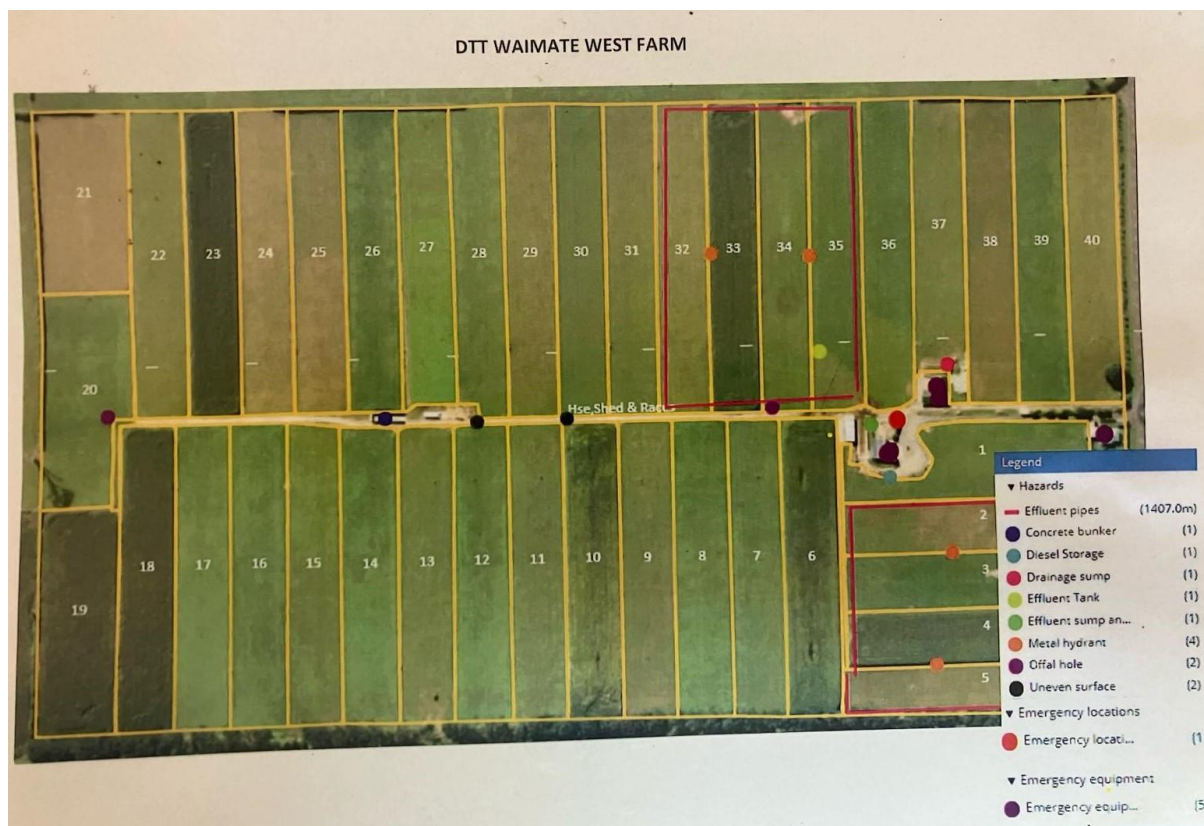 DTT WAIMATE WEST FARM
21
22
23
24
25
26
27
28
29
30
31
32
33
34
35
36
37
38
39
40
20
Hse,Shed & Races
1
2
3
4
5
6
7
8
9
10
11
12
13
14
15
16
17
18
19
Legend
▼ Hazards
Effluent pipes (1407.0m)
Concrete bunker (1)
Diesel Storage (1)
Drainage sump (1)
Effluent Tank (1)
Effluent sump an... (1)
Metal hydrant (4)
Offal hole (2)
Uneven surface (2)
▼ Emergency locations
Emergency locati... (1
▼ Emergency equipment
Emergency equip... (5